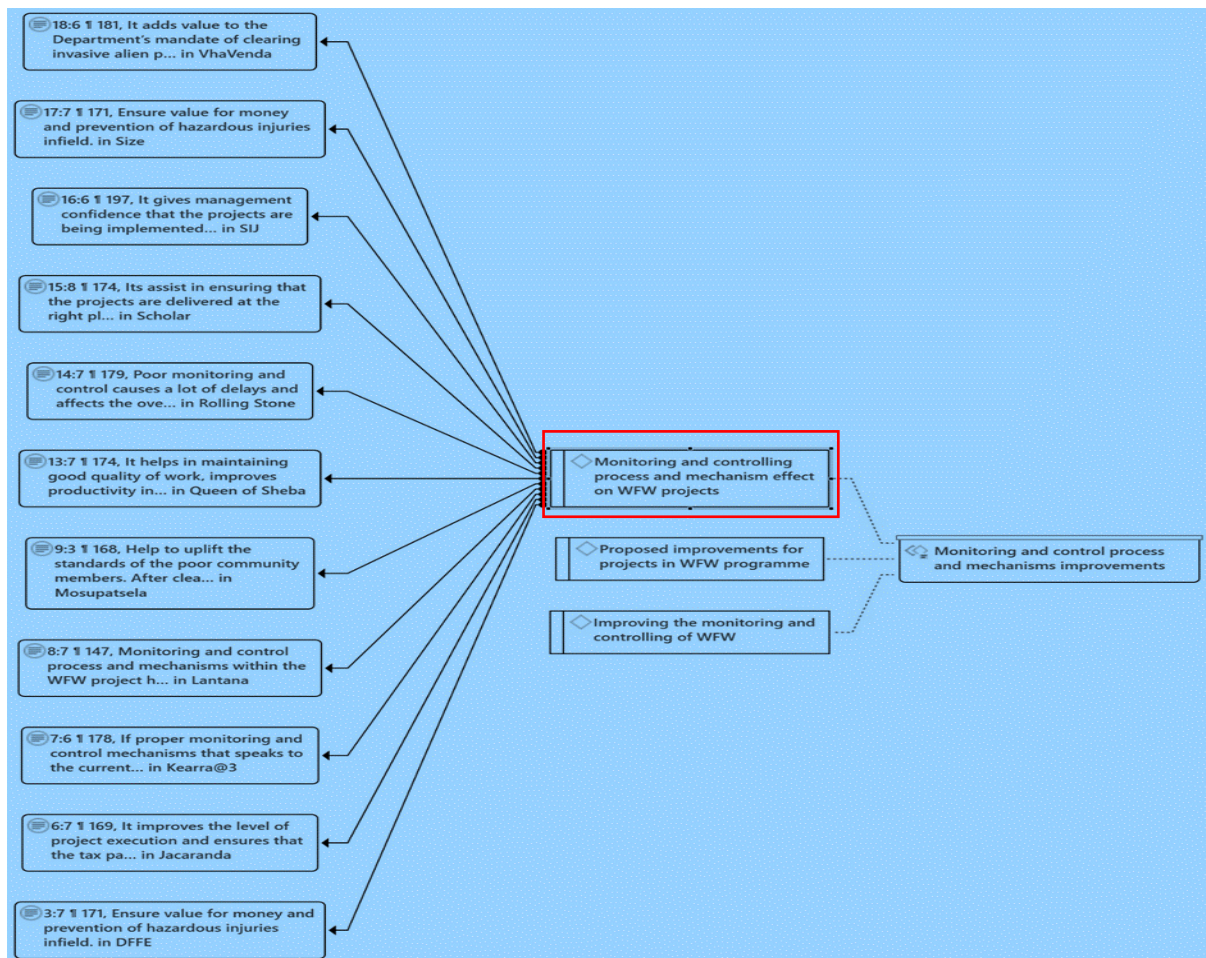 18:6 ¶ 181, It adds value to the
Department's mandate of clearing
invasive alien p... in VhaVenda
17:7 ¶ 171, Ensure value for money
and prevention of hazardous injuries
infield. in Size
16:6 ¶ 197, It gives management
confidence that the projects are
being implemented... in SIJ
15:8 ¶ 174, Its assist in ensuring that
the projects are delivered at the
right pl... in Scholar
14:7 ¶ 179, Poor monitoring and
control causes a lot of delays and
affects the ove... in Rolling Stone
13:7 ¶ 174, It helps in maintaining
good quality of work, improves
productivity in... in Queen of Sheba
9:3 ¶ 168, Help to uplift the
standards of the poor community
members. After clea... in
Mosupatsela
8:7 ¶ 147, Monitoring and control
process and mechanisms within the
WFW project h... in Lantana
7:6 ¶ 178, If proper monitoring and
control mechanisms that speaks to
the current... in Kearra@3
6:7 ¶ 169, It improves the level of
project execution and ensures that
the tax pa... in Jacaranda
3:7 ¶ 171, Ensure value for money and
prevention of hazardous injuries
infield. in DFFE
Monitoring and controlling
process and mechanism effect
on WFW projects
Proposed improvements for
projects in WFW programme
Improving the monitoring and
controlling of WFW
Monitoring and control process
and mechanisms improvements